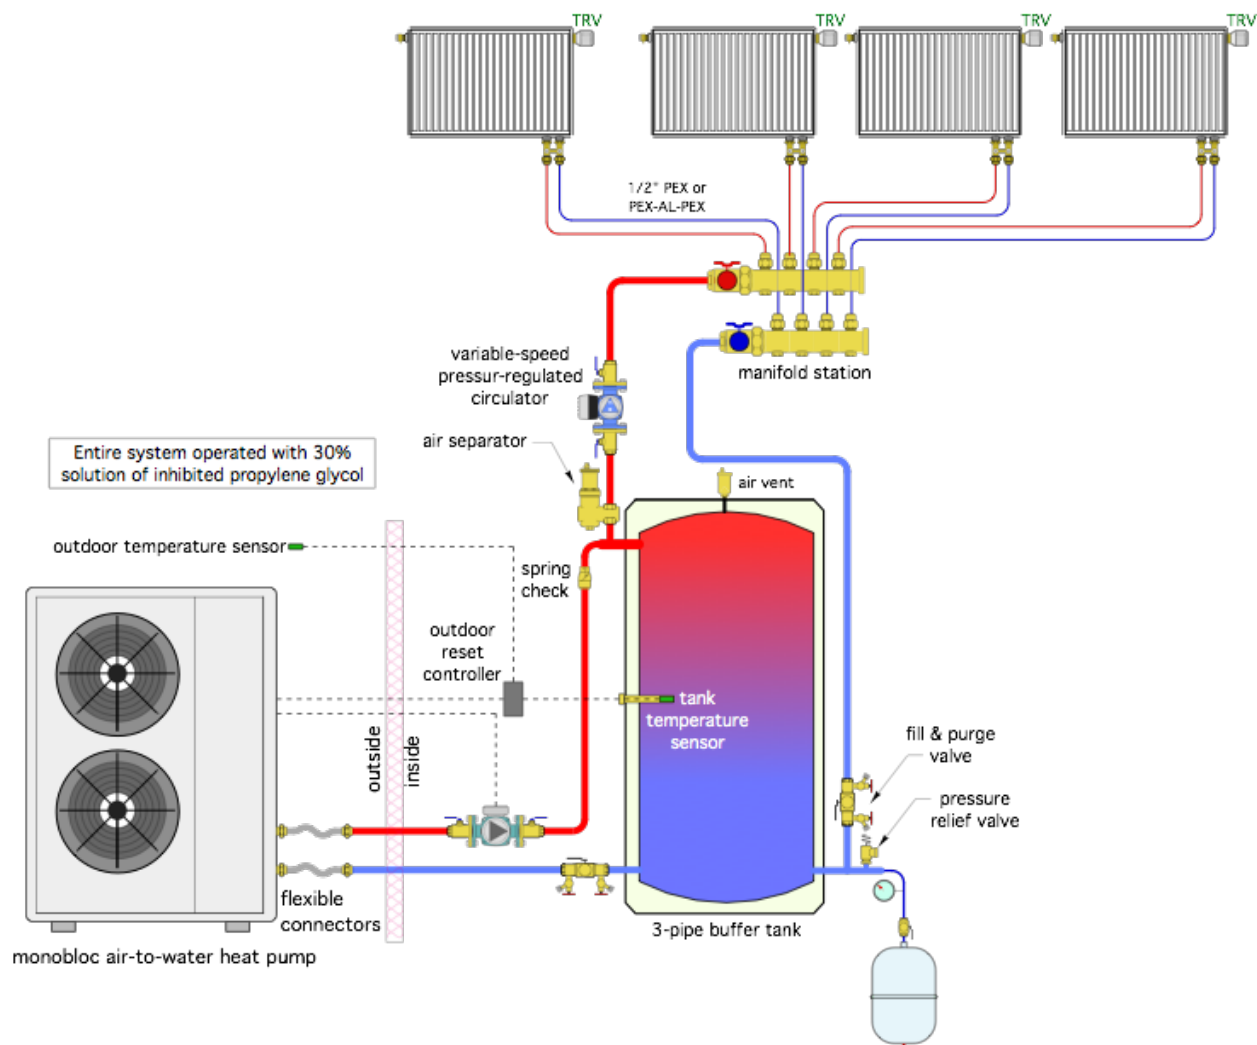 TRV
TRV
TRV
TRV
1/2" PEX or
PEX-AL-PEX
variable-speed
pressur-regulated
circulator
manifold station
air separator
Entire system operated with 30%
solution of inhibited propylene glycol
air vent
outdoor temperature sensor
spring
check
outdoor
reset
controller
tank
temperature
sensor
outside
inside
fill & purge
valve
pressure
relief valve
flexible
connectors
3-pipe buffer tank
monobloc air-to-water heat pump